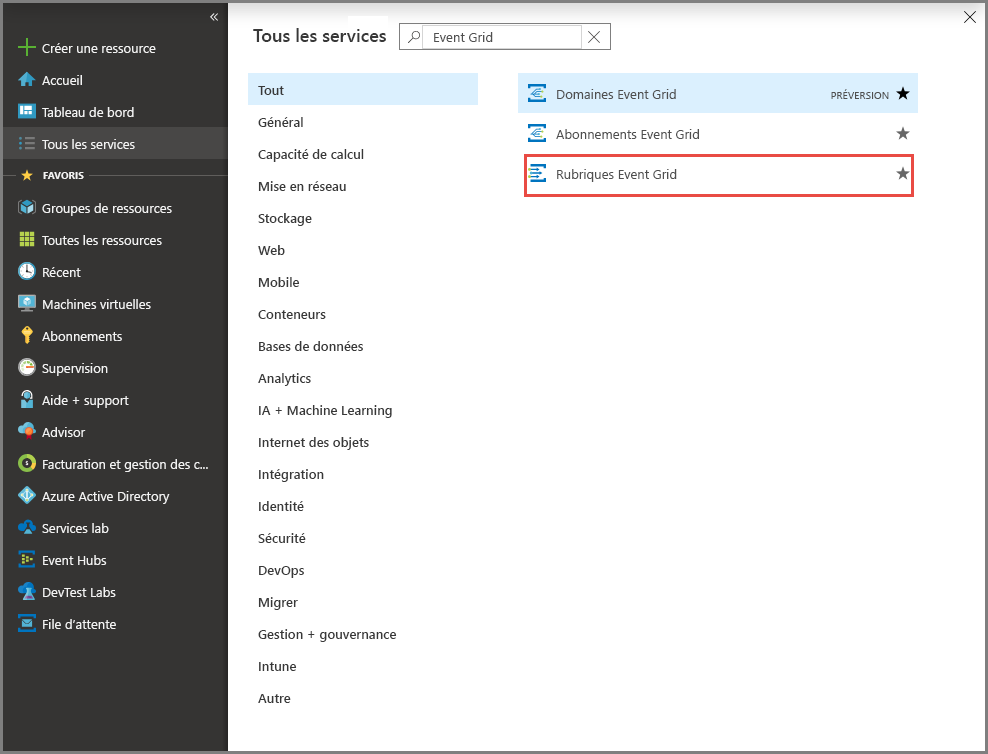 «
Créer une ressource
Accueil
Tableau de bord
Tous les services
FAVORIS
Groupes de ressources
Toutes les ressources
Récent
Machines virtuelles
Abonnements
Supervision
Aide + support
Advisor
Facturation et gestion des c...
Azure Active Directory
Services lab
Event Hubs
DevTest Labs
File d'attente
Tous les services
Event Grid
Tout
Général
Capacité de calcul
Mise en réseau
Stockage
Web
Mobile
Conteneurs
Bases de données
Analytics
IA + Machine Learning
Internet des objets
Intégration
Identité
Sécurité
DevOps
Migrer
Gestion + gouvernance
Intune
Autre
Domaines Event Grid PRÉVERSION
Abonnements Event Grid
Rubriques Event Grid